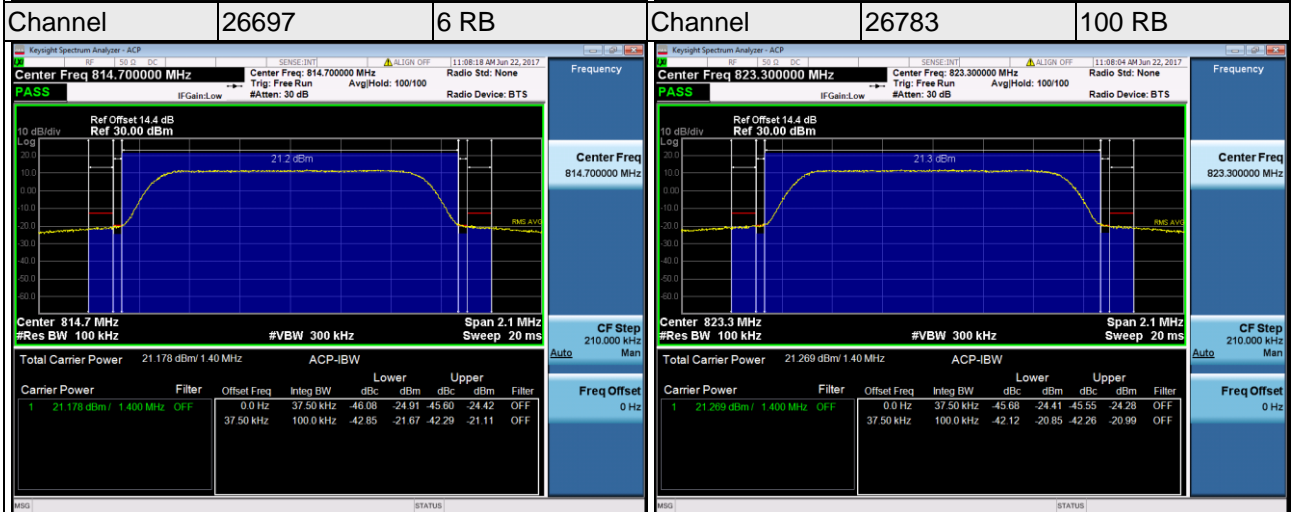 Channel 26697 6 RB Channel 26783 100 RB
Keysight Spectrum Analyzer - ACP
RF 50 Ω DC SENSE:INT ALIGN OFF 11:08:18 AM Jun 22, 2017
Center Freq 814.700000 MHz Center Freq: 814.700000 MHz Radio Std: None Frequency
Trig: Free Run Avg|Hold: 100/100
PASS IFGain:Low #Atten: 30 dB Radio Device: BTS
Ref Offset 14.4 dB
10 dB/div Ref 30.00 dBm
Log
20.0
10.0
0.00
-10.0
-20.0
-30.0
-40.0
-50.0
-60.0
21.2 dBm
RMS AVG
Center Freq
814.700000 MHz
Center 814.7 MHz Span 2.1 MHz
#Res BW 100 kHz #VBW 300 kHz Sweep 20 ms
CF Step
210.000 kHz
Auto Man
Total Carrier Power 21.178 dBm/ 1.40 MHz ACP-IBW
Lower Upper
Carrier Power Filter Offset Freq Integ BW dBc dBm dBc dBm Filter
1 21.178 dBm / 1.400 MHz OFF 0.0 Hz 37.50 kHz -46.08 -24.91 -45.60 -24.42 OFF
37.50 kHz 100.0 kHz -42.85 -21.67 -42.29 -21.11 OFF
Freq Offset
0 Hz
MSG STATUS
Keysight Spectrum Analyzer - ACP
RF 50 Ω DC SENSE:INT ALIGN OFF 11:08:04 AM Jun 22, 2017
Center Freq 823.300000 MHz Center Freq: 823.300000 MHz Radio Std: None Frequency
Trig: Free Run Avg|Hold: 100/100
PASS IFGain:Low #Atten: 30 dB Radio Device: BTS
Ref Offset 14.4 dB
10 dB/div Ref 30.00 dBm
Log
20.0
10.0
0.00
-10.0
-20.0
-30.0
-40.0
-50.0
-60.0
21.3 dBm
RMS AVG
Center Freq
823.300000 MHz
Center 823.3 MHz Span 2.1 MHz
#Res BW 100 kHz #VBW 300 kHz Sweep 20 ms
CF Step
210.000 kHz
Auto Man
Total Carrier Power 21.269 dBm/ 1.40 MHz ACP-IBW
Lower Upper
Carrier Power Filter Offset Freq Integ BW dBc dBm dBc dBm Filter
1 21.269 dBm / 1.400 MHz OFF 0.0 Hz 37.50 kHz -45.68 -24.41 -45.55 -24.28 OFF
37.50 kHz 100.0 kHz -42.12 -20.85 -42.26 -20.99 OFF
Freq Offset
0 Hz
MSG STATUS